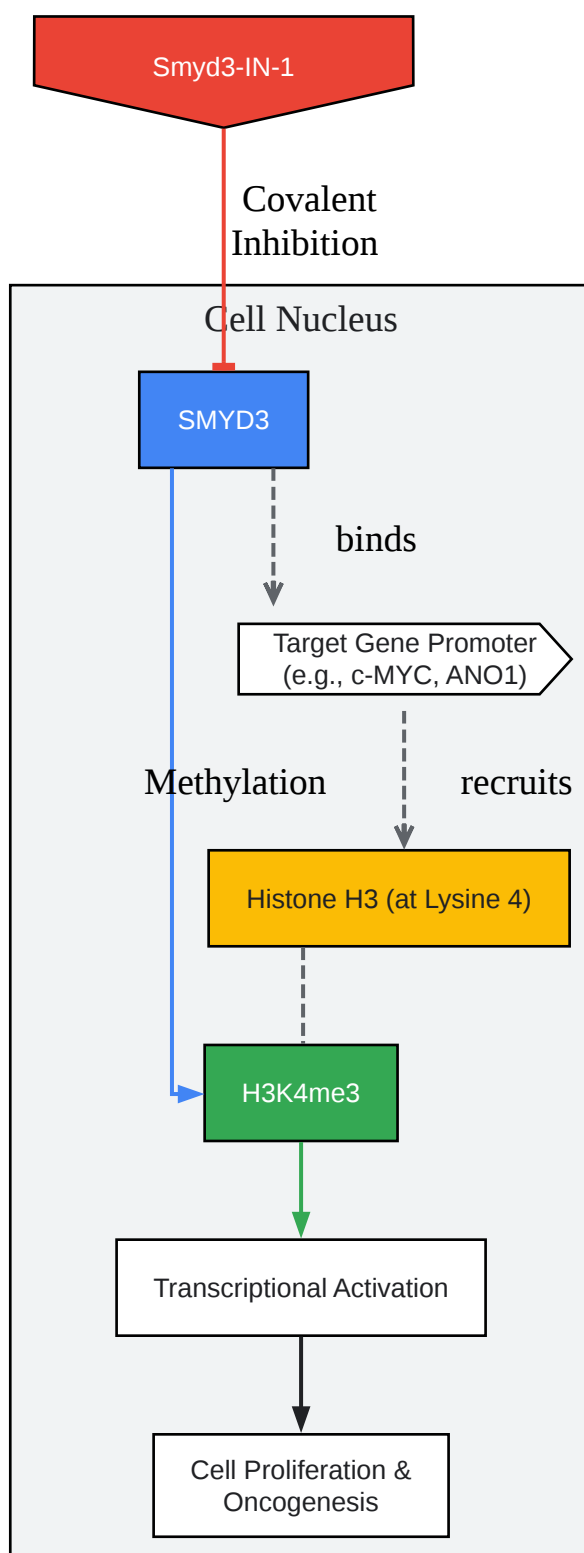 Smyd3-IN-1
Covalent
Inhibition
Cell Nucleus
SMYD3
binds
Target Gene Promoter
(e.g., c-MYC, ANO1)
Methylation
recruits
Histone H3 (at Lysine 4)
H3K4me3
Transcriptional Activation
Cell Proliferation &
Oncogenesis